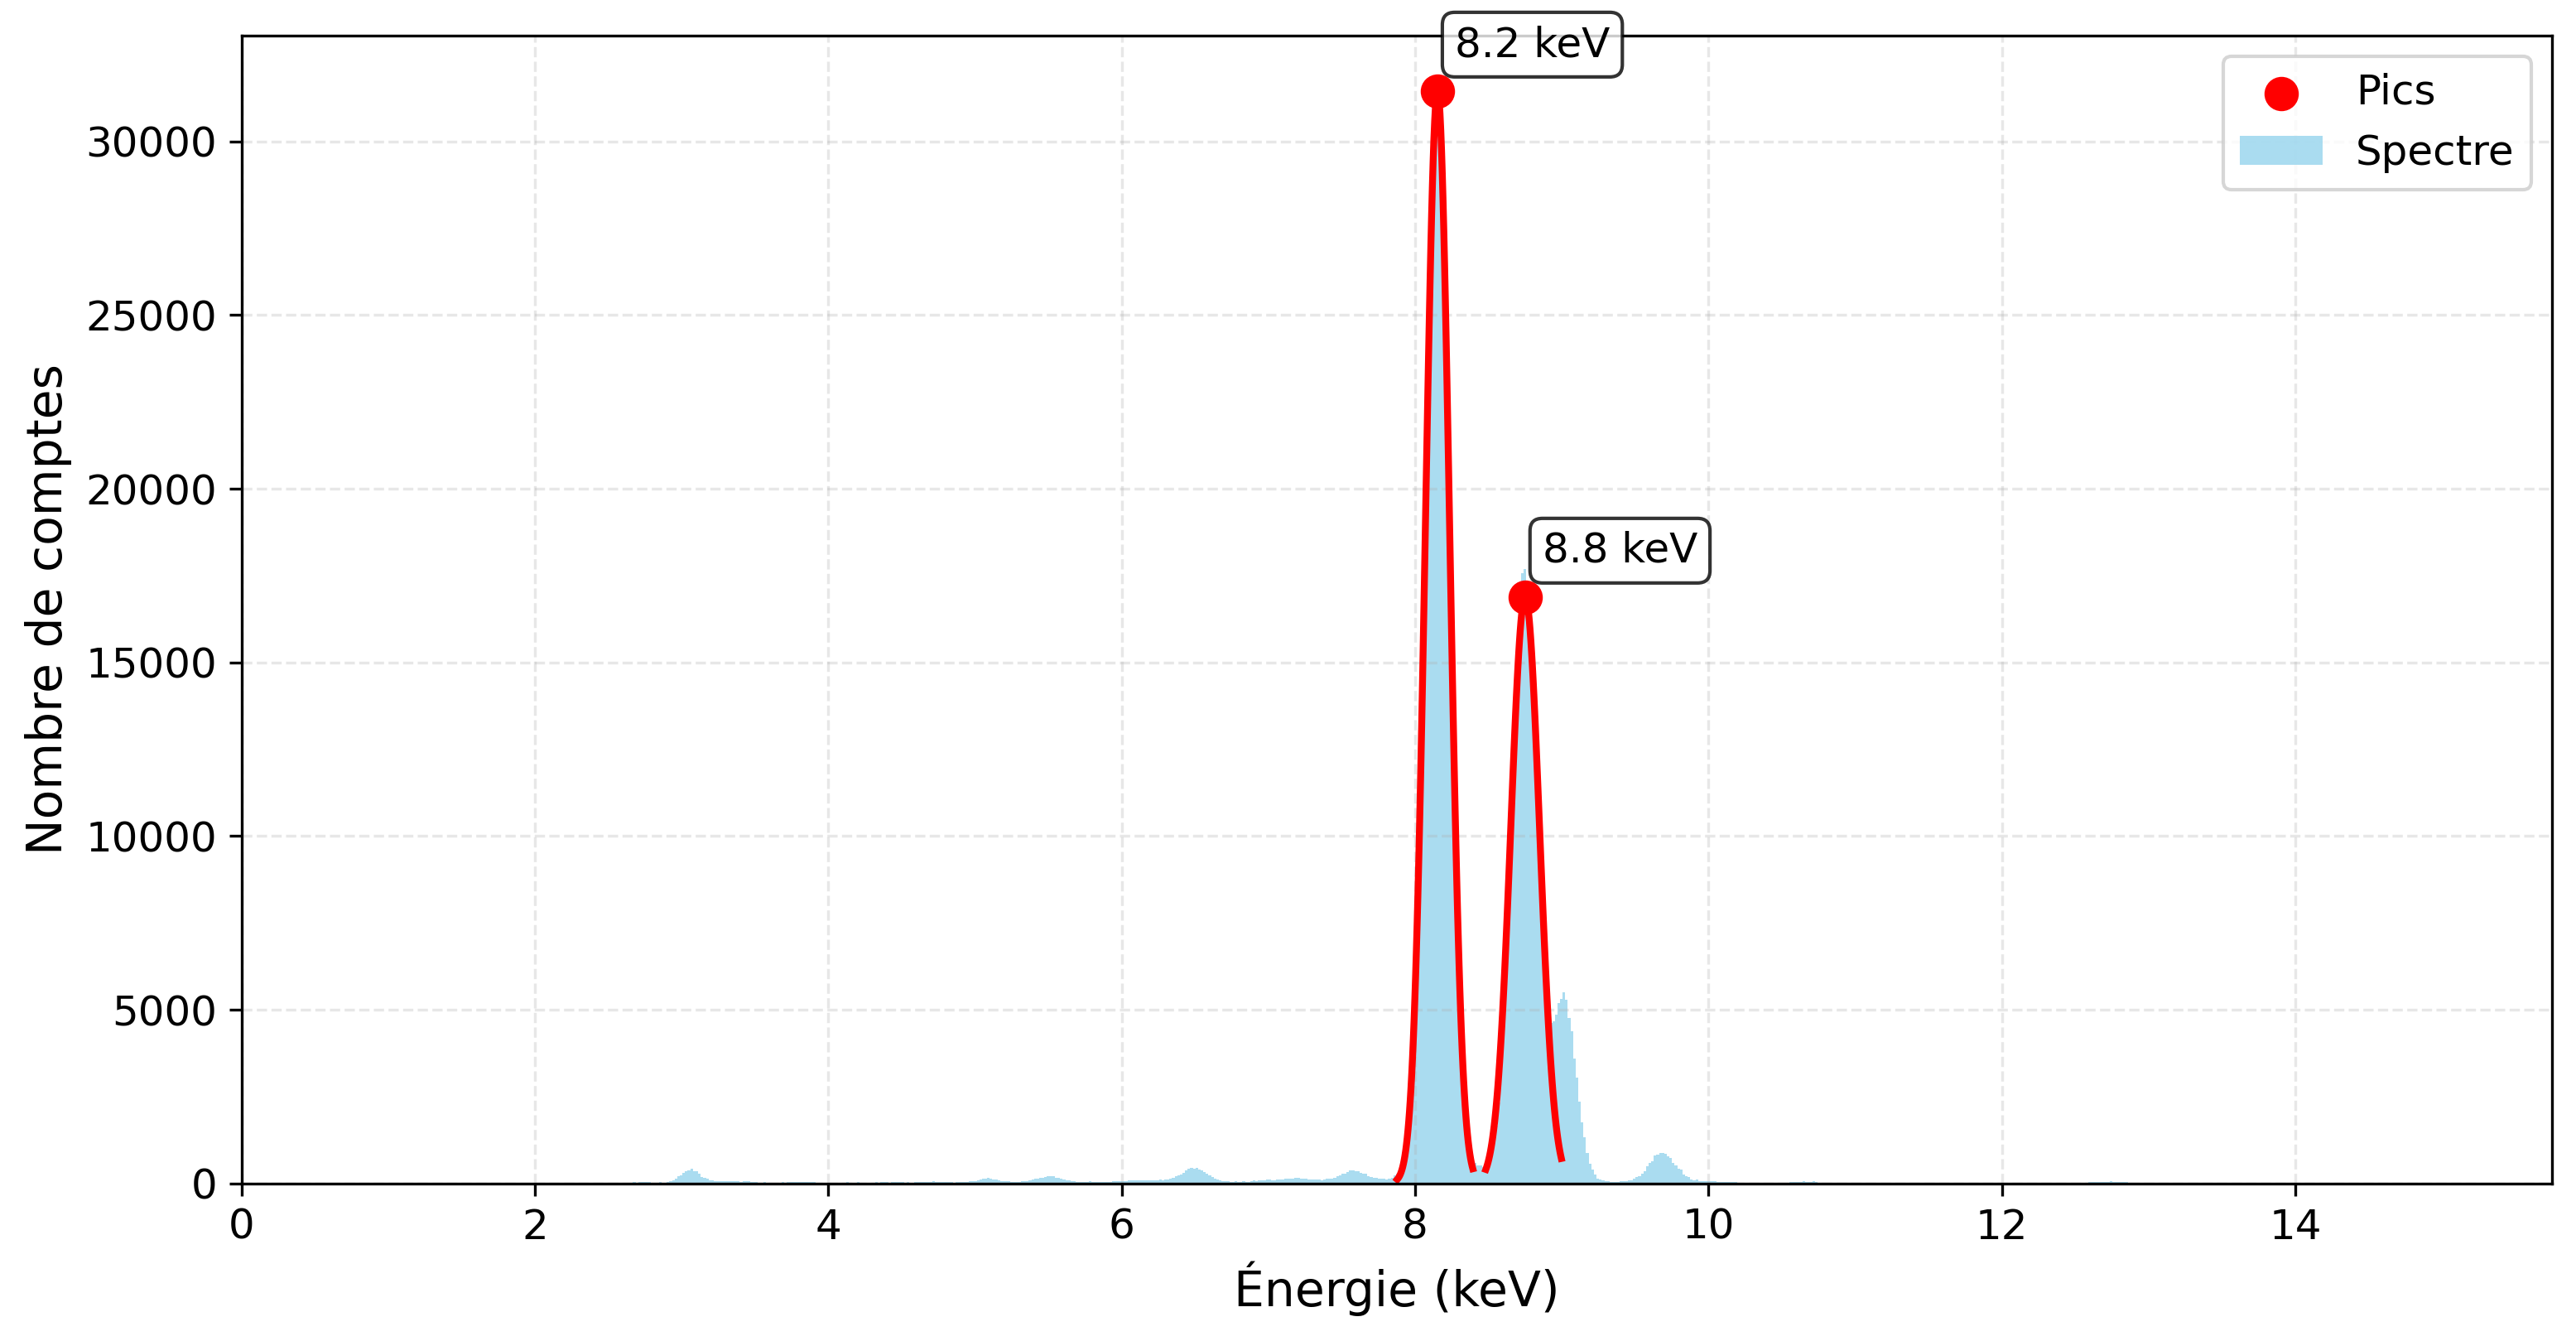 8.2 keV
Pics
Spectre
8.8 keV
Nombre de comptes
30000
25000
20000
15000
10000
5000
0
0 2 4 6 8 10 12 14
Énergie (keV)